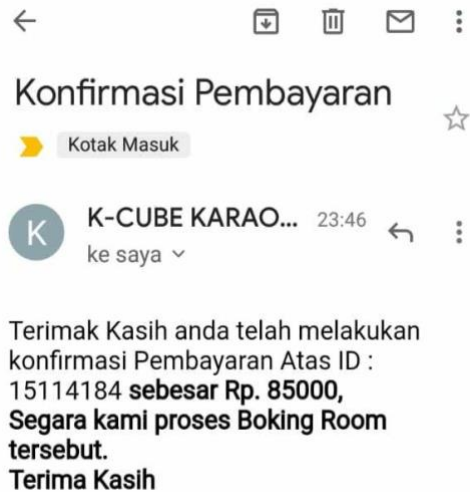 Konfirmasi Pembayaran
Kotak Masuk
K
K-CUBE KARAO... 23:46
ke saya
Terimak Kasih anda telah melakukan
konfirmasi Pembayaran Atas ID :
15114184 sebesar Rp. 85000,
Segara kami proses Boking Room
tersebut.
Terima Kasih